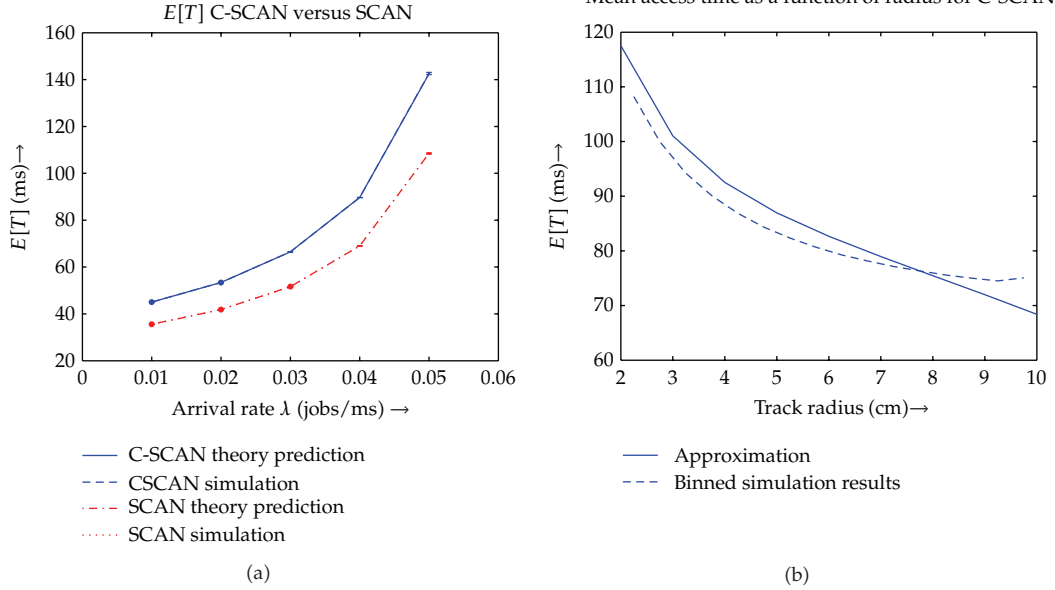 E[T] C-SCAN versus SCAN
160
140
120
100
80
60
40
20
E[T] (ms)→
0 0.01 0.02 0.03 0.04 0.05 0.06
Arrival rate λ (jobs/ms) →
C-SCAN theory prediction
CSCAN simulation
SCAN theory prediction
SCAN simulation
(a)
Mean access time as a function of radius for C-SCAN
120
110
100
90
80
70
60
E[T] (ms)→
2 3 4 5 6 7 8 9 10
Track radius (cm)→
Approximation
Binned simulation results
(b)